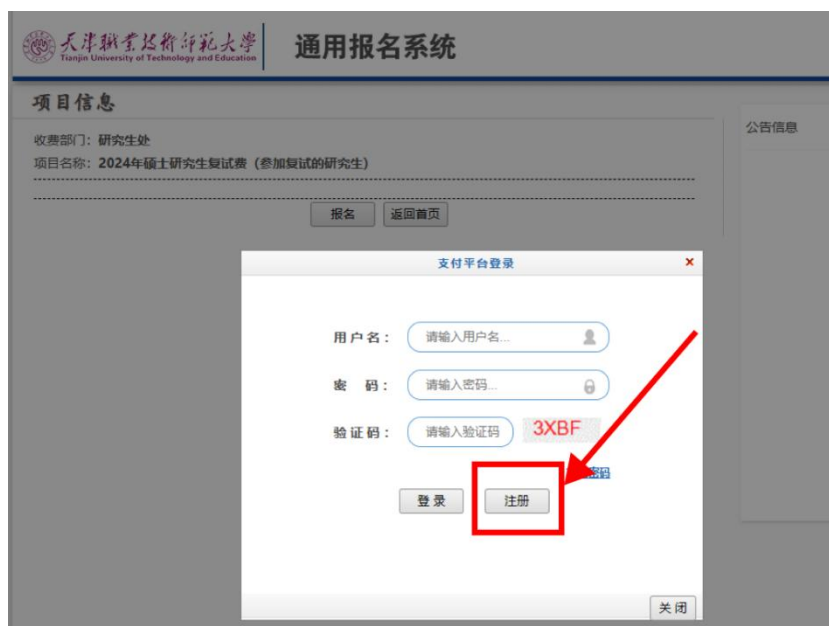 天津职业技术师范大学
Tianjin University of Technology and Education
通用报名系统
项目信息
收费部门：研究生处
项目名称：2024年硕士研究生复试费（参加复试的研究生）
报名 返回首页
公告信息
支付平台登录 ×
用户名： 请输入用户名...
密 码： 请输入密码...
验证码： 请输入验证码 3XBF
密码
登 录 注册
关 闭